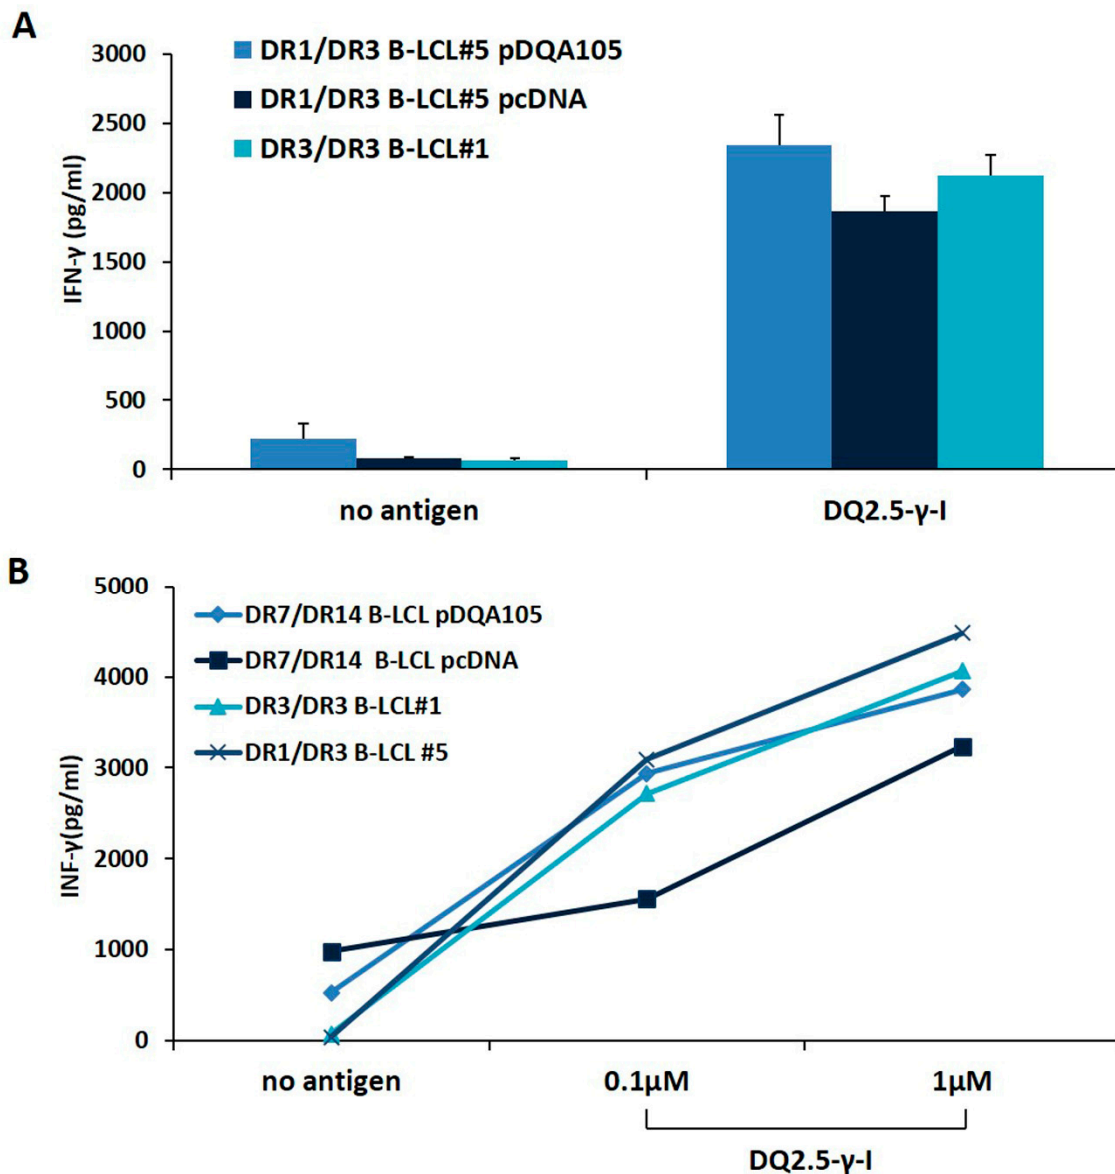 A
3000
2500
2000
1500
1000
500
0
IFN-γ (pg/ml)
DR1/DR3 B-LCL#5 pDQA105
DR1/DR3 B-LCL#5 pcDNA
DR3/DR3 B-LCL#1
no antigen DQ2.5-γ-I
B
5000
4000
3000
2000
1000
0
INF-γ(pg/ml)
DR7/DR14 B-LCL pDQA105
DR7/DR14 B-LCL pcDNA
DR3/DR3 B-LCL#1
DR1/DR3 B-LCL #5
no antigen 0.1μM 1μM
DQ2.5-γ-I